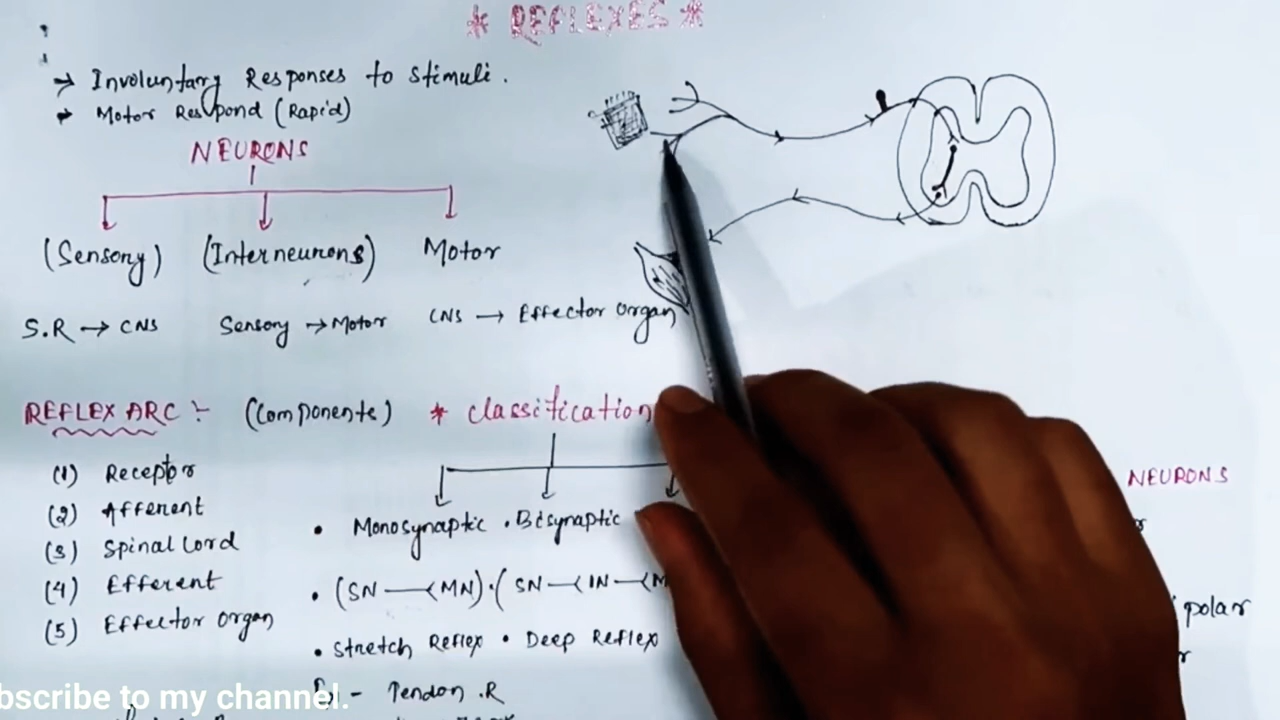 * REFLEXES *
→ Involuntary Responses to stimuli.
→ Motor Respond (Rapid)
NEURONS
(Sensory) (Interneurons) Motor
S.R → CNS Sensory → Motor CNS → Effector Organ
REFLEX ARC :- (Componente) * Classification
(1) Receptor
(2) Afferent
(3) Spinal Cord
(4) Efferent
(5) Effector Organ
• Monosynaptic • Bisynaptic
• (SN —< MN) • (SN —< IN —< M
• Stretch Reflex • Deep Reflex
- Tendon .R
NEURONS
polar
bscribe to my channel.